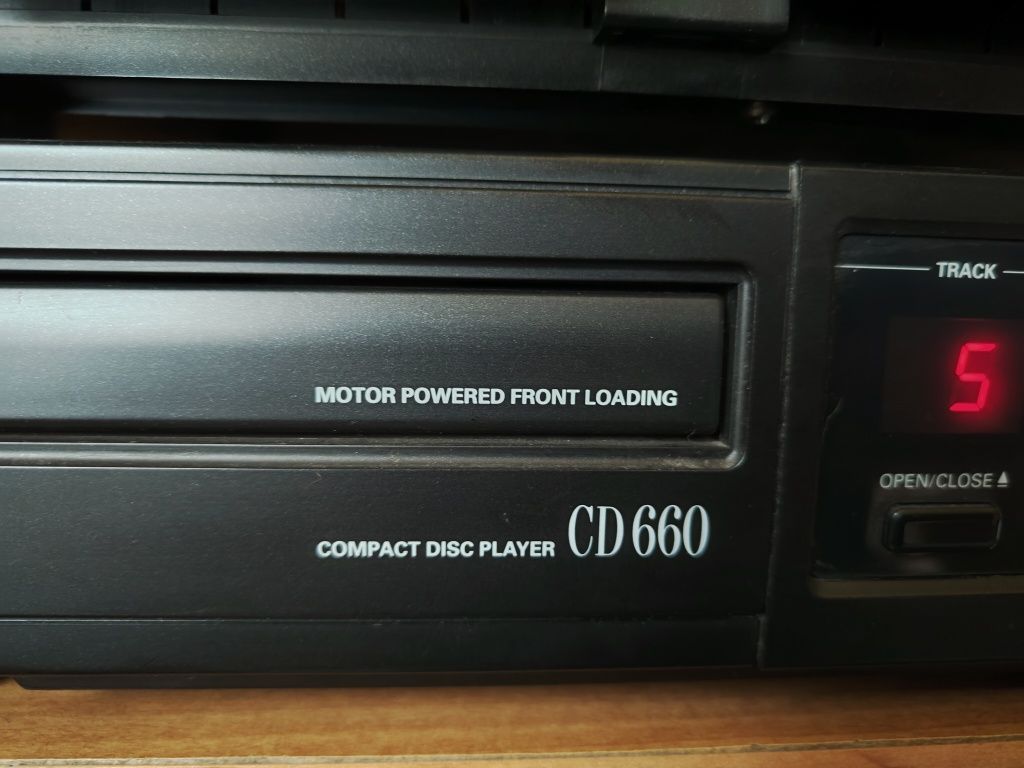 TRACK
5
MOTOR POWERED FRONT LOADING
OPEN/CLOSE
COMPACT DISC PLAYER CD 660